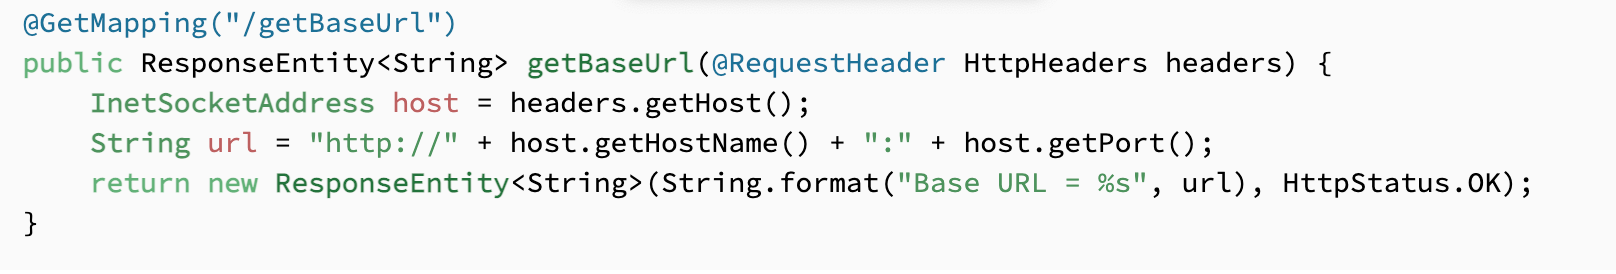 @GetMapping("/getBaseUrl")
public ResponseEntity<String> getBaseUrl(@RequestHeader HttpHeaders headers) {
    InetSocketAddress host = headers.getHost();
    String url = "http://" + host.getHostName() + ":" + host.getPort();
    return new ResponseEntity<String>(String.format("Base URL = %s", url), HttpStatus.OK);
}